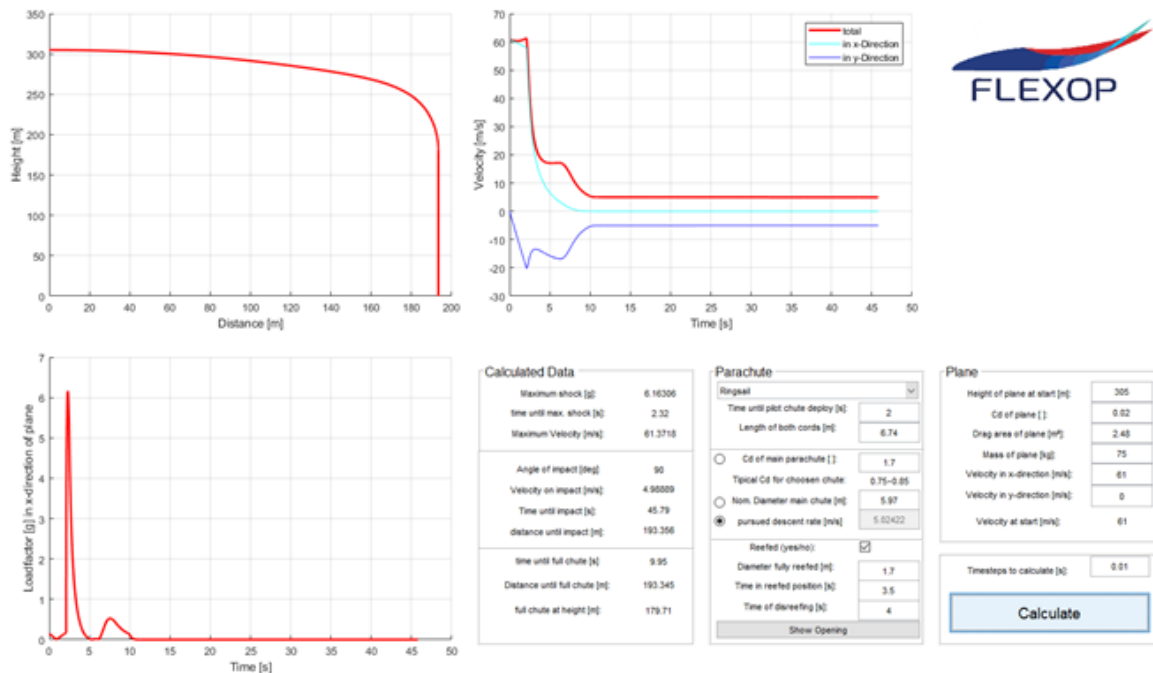 350
300
250
200
150
100
50
0
Height [m]
0 20 40 60 80 100 120 140 160 180 200
Distance [m]
70
60
50
40
30
20
10
0
-10
-20
-30
Velocity [m/s]
total
in x-Direction
in y-Direction
0 5 10 15 20 25 30 35 40 45 50
Time [s]
FLEXOP
7
6
5
4
3
2
1
0
Loadfactor [g] in x-direction of plane
0 5 10 15 20 25 30 35 40 45 50
Time [s]
Calculated Data
Maximum shock [g]: 6.16306
time until max. shock [s]: 2.32
Maximum Velocity [m/s]: 61.3718
Angle of impact [deg] 90
Velocity on impact [m/s]: 4.98889
Time until impact [s]: 45.79
distance until impact [m]: 193.356
time until full chute [s] 9.95
Distance until full chute [m]: 193.345
full chute at height [m]: 179.71
Parachute
Ringsail
Time until pilot chute deploy [s]: 2
Length of both cords [m]: 6.74
Cd of main parachute [ ]: 1.7
Tipical Cd for choosen chute: 0.75-0.85
Nom. Diameter main chute [m]: 5.97
pursued descent rate [m/s] 5.02422
Reefed (yes/no):
Diameter fully reefed [m]: 1.7
Time in reefed position [s]: 3.5
Time of disreefing [s]: 4
Show Opening
Plane
Height of plane at start [m]: 305
Cd of plane [ ]: 0.02
Drag area of plane [m²]: 2.48
Mass of plane [kg]: 75
Velocity in x-direction [m/s]: 61
Velocity in y-direction [m/s]: 0
Velocity at start [m/s]: 61
Timesteps to calculate [s]: 0.01
Calculate